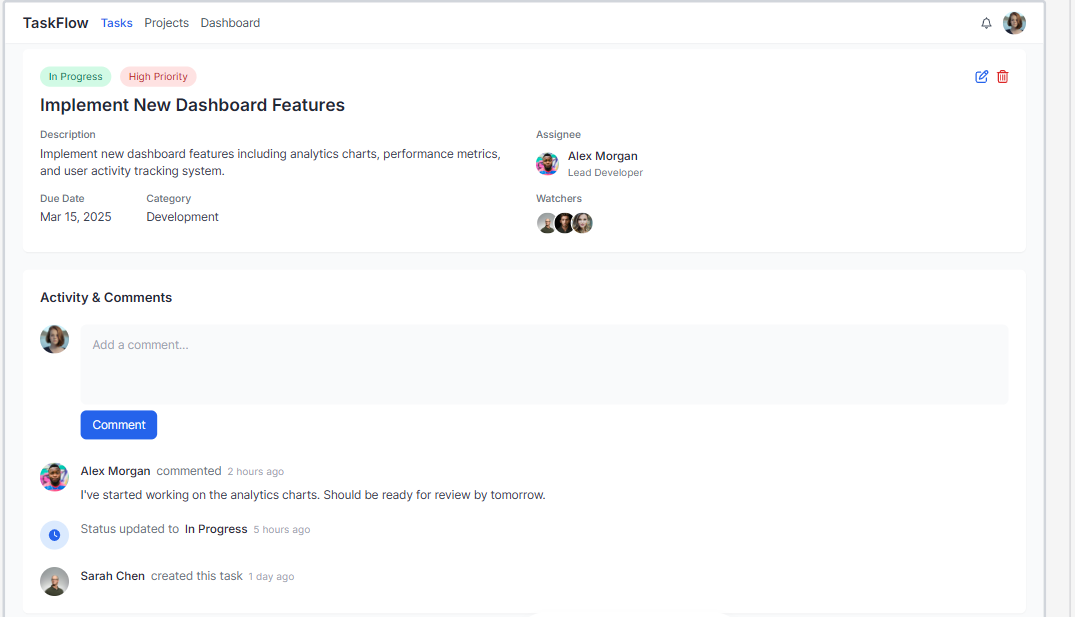 TaskFlow Tasks Projects Dashboard
In Progress High Priority
Implement New Dashboard Features
Description
Implement new dashboard features including analytics charts, performance metrics,
and user activity tracking system.
Due Date Category
Mar 15, 2025 Development
Assignee
Alex Morgan
Lead Developer
Watchers
Activity & Comments
Add a comment...
Comment
Alex Morgan commented 2 hours ago
I've started working on the analytics charts. Should be ready for review by tomorrow.
Status updated to In Progress 5 hours ago
Sarah Chen created this task 1 day ago